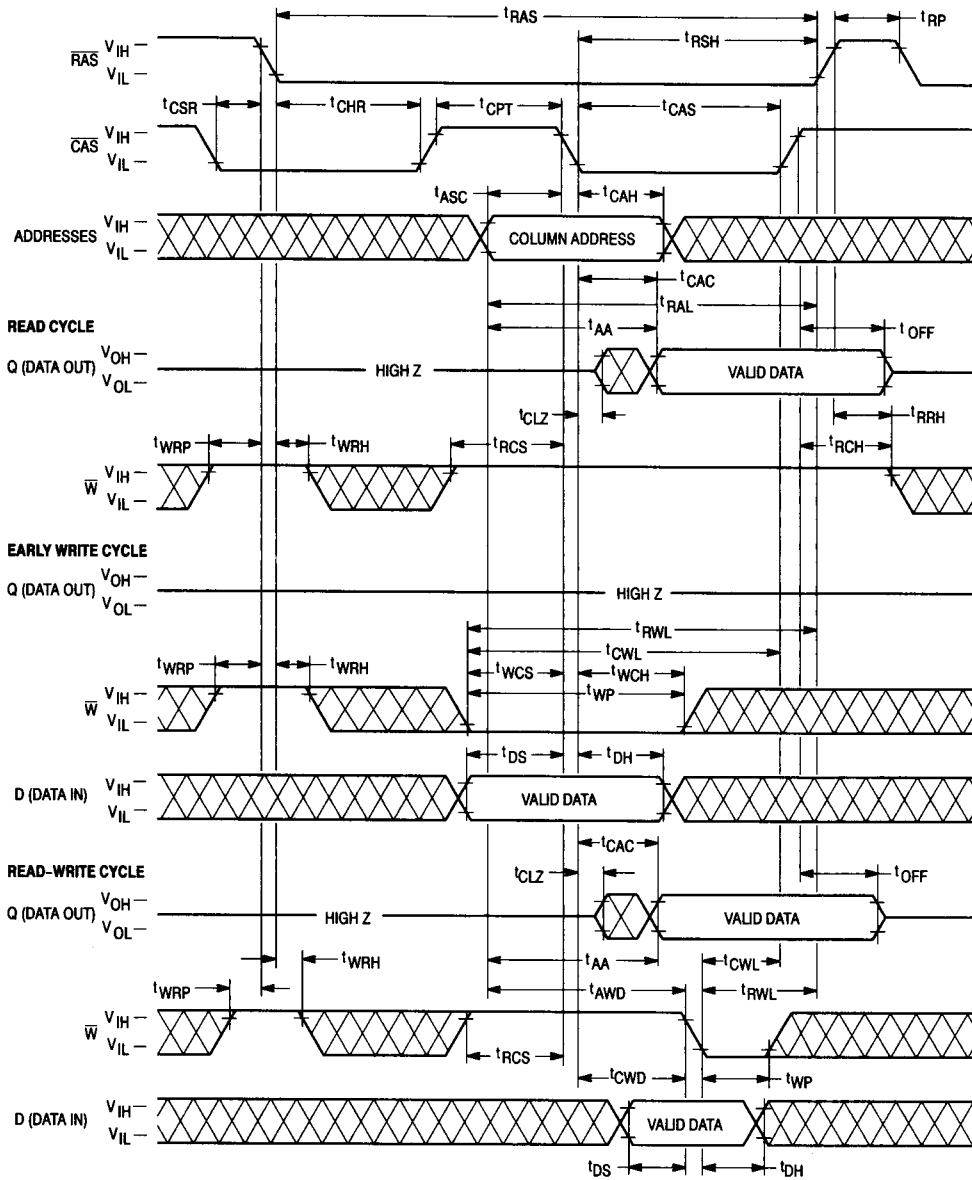 tRAS
tRP
tRSH
RAS VIH
VIL
tCSR tCHR tCPT tCAS
CAS VIH
VIL
tASC tCAH
ADDRESSES VIH
VIL
COLUMN ADDRESS
tCAC
tRAL
READ CYCLE
tAA tOFF
Q (DATA OUT) VOH
VOL
HIGH Z VALID DATA
tCLZ tRRH
tWRP tWRH tRCS tRCH
W VIH
VIL
EARLY WRITE CYCLE
Q (DATA OUT) VOH
VOL
HIGH Z
tRWL
tCWL
tWRP tWRH tWCS tWCH
tWP
W VIH
VIL
tDS tDH
D (DATA IN) VIH
VIL
VALID DATA
tCAC
READ–WRITE CYCLE
tCLZ tOFF
Q (DATA OUT) VOH
VOL
HIGH Z VALID DATA
tWRH tAA tCWL
tWRP tAWD tRWL
W VIH
VIL
tRCS tCWD tWP
D (DATA IN) VIH
VIL
VALID DATA
tDS tDH